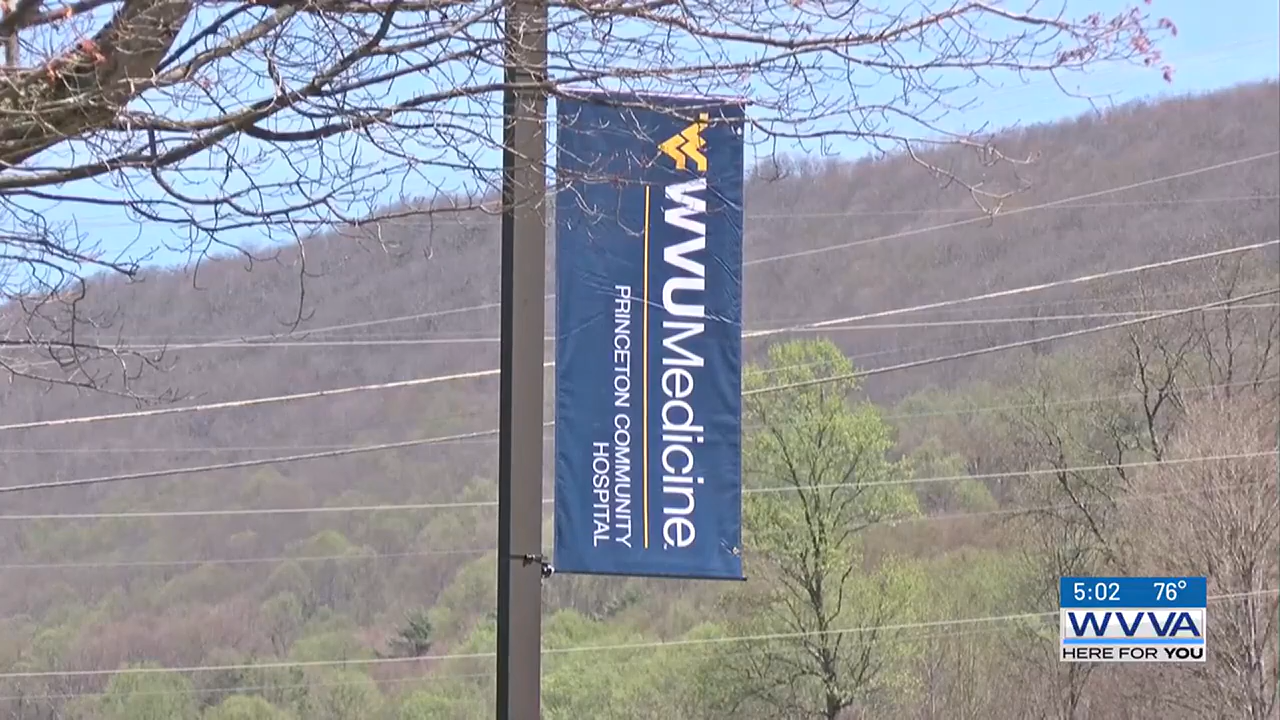 WVUMedicine
PRINCETON COMMUNITY
HOSPITAL
5:02 76°
WVVA
HERE FOR YOU